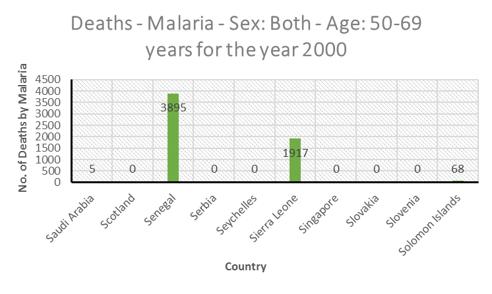 Deaths - Malaria - Sex: Both - Age: 50-69
years for the year 2000
No. of Deaths by Malaria
4500
4000
3500
3000
2500
2000
1500
1000
500
0
5
0
3895
0
0
1917
0
0
0
68
Saudi Arabia
Scotland
Senegal
Serbia
Seychelles
Sierra Leone
Singapore
Slovakia
Slovenia
Solomon Islands
Country